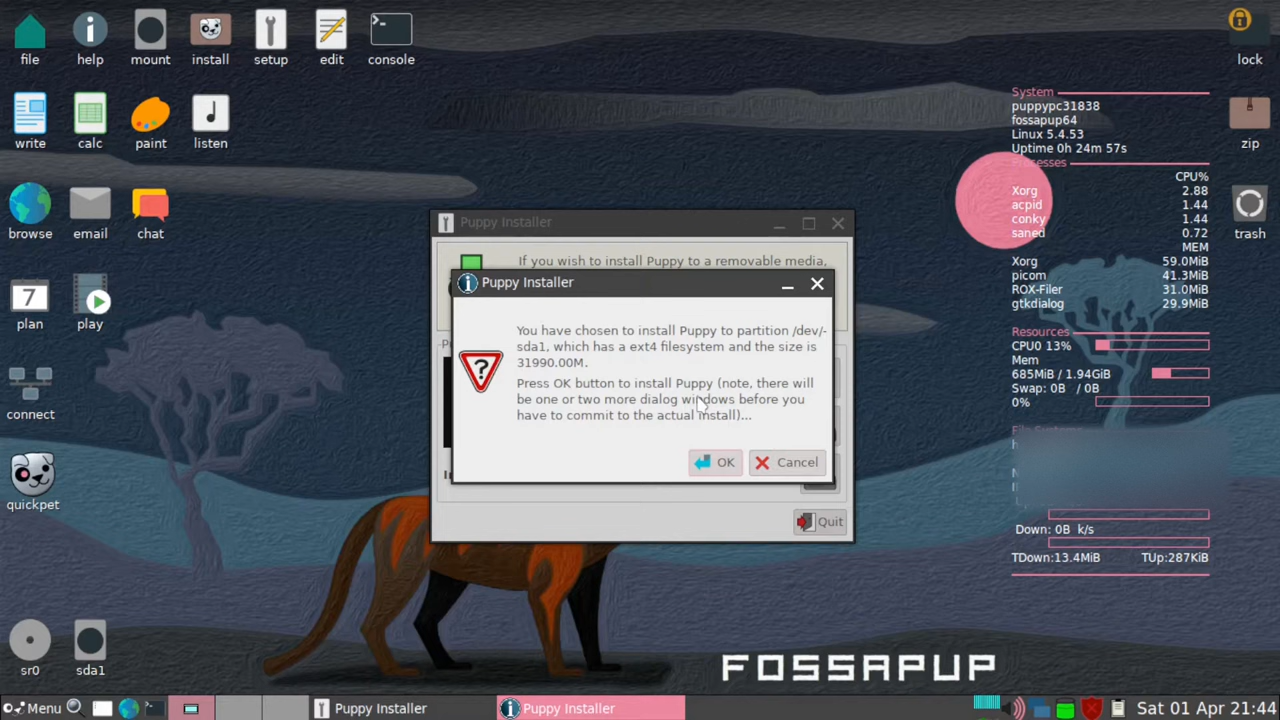 file
help
mount
install
setup
edit
console
lock
write
calc
paint
listen
zip
browse
email
chat
trash
plan
play
connect
quickpet
sr0
sda1
System
puppypc31838
fossapup64
Linux 5.4.53
Uptime 0h 24m 57s
Processes
CPU%
Xorg 2.88
acpid 1.44
conky 1.44
saned 0.72
MEM
Xorg 59.0MiB
picom 41.3MiB
ROX-Filer 31.0MiB
gtkdialog 29.9MiB
Resources
CPU0 13%
Mem
685MiB / 1.94GiB
Swap: 0B / 0B
0%
Down: 0B k/s
TDown:13.4MiB TUp:287KiB
Puppy Installer
If you wish to install Puppy to a removable media,
Puppy Installer
You have chosen to install Puppy to partition /dev/-
sda1, which has a ext4 filesystem and the size is
31990.00M.
Press OK button to install Puppy (note, there will
be one or two more dialog windows before you
have to commit to the actual install)...
OK
Cancel
Quit
FOSSAPUP
Menu
Puppy Installer
Puppy Installer
Sat 01 Apr 21:44